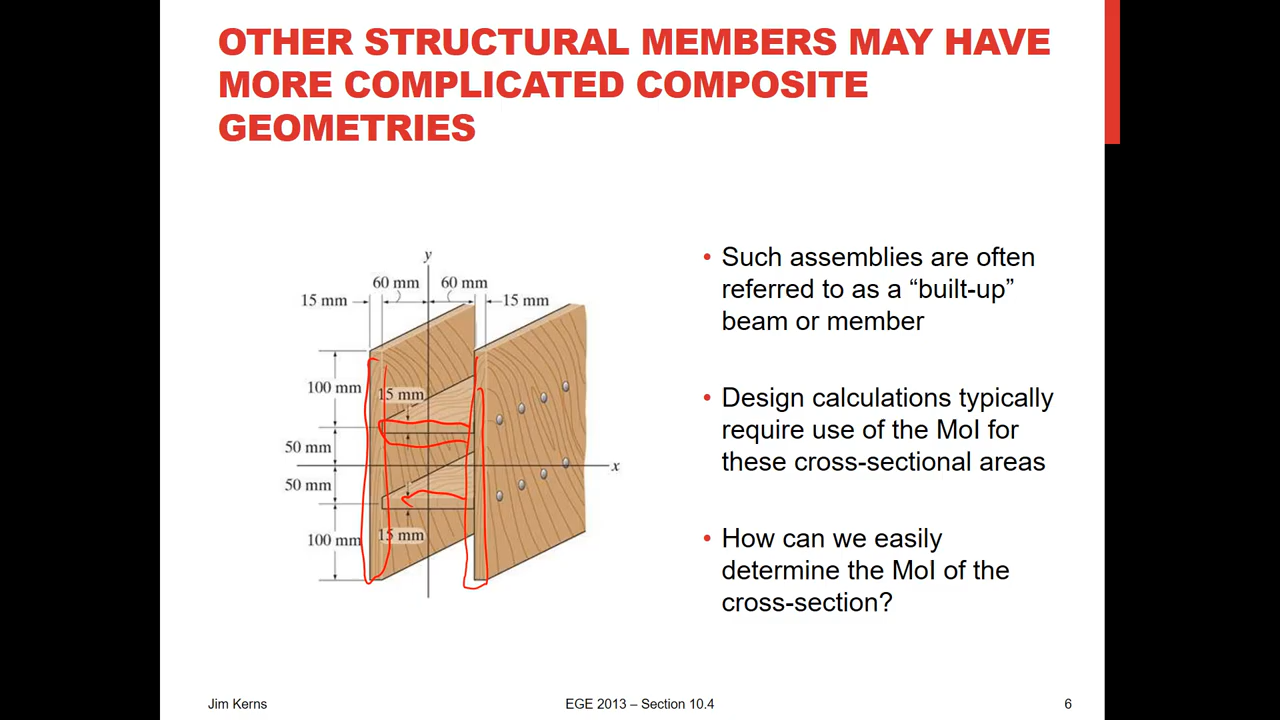 OTHER STRUCTURAL MEMBERS MAY HAVE
MORE COMPLICATED COMPOSITE
GEOMETRIES
y
60 mm
60 mm
15 mm
15 mm
100 mm
15 mm
50 mm
x
50 mm
15 mm
100 mm
• Such assemblies are often
referred to as a “built-up”
beam or member
• Design calculations typically
require use of the MoI for
these cross-sectional areas
• How can we easily
determine the MoI of the
cross-section?
Jim Kerns
EGE 2013 – Section 10.4
6